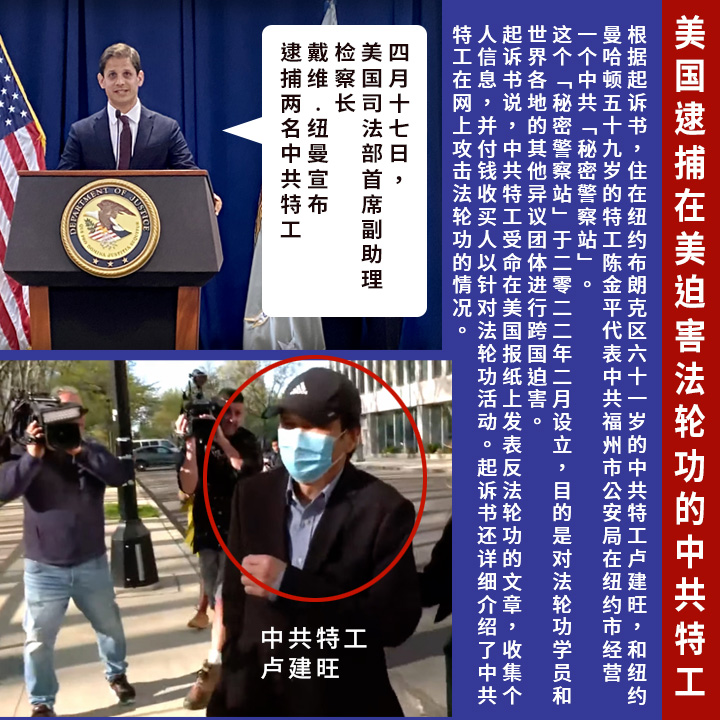 美国逮捕在美迫害法轮功的中共特工
根据起诉书，住在纽约布朗克区六十一岁的中共特工卢建旺，和纽约
曼哈顿五十九岁的特工陈金平代表中共福州市公安局在纽约市经营
一个中共「秘密警察站」。
这个「秘密警察站」于二零二二年二月设立，目的是对法轮功学员和
世界各地的其他异议团体进行跨国迫害。
起诉书说，中共特工受命在美国报纸上发表反法轮功的文章，收集个
人信息，并付钱收买人以针对法轮功活动。起诉书还详细介绍了中共
特工在网上攻击法轮功的情况。
四月十七日，
美国司法部首席副助理
检察长
戴维.纽曼宣布
逮捕两名中共特工
DEPARTMENT OF JUSTICE
adidas
中共特工
卢建旺